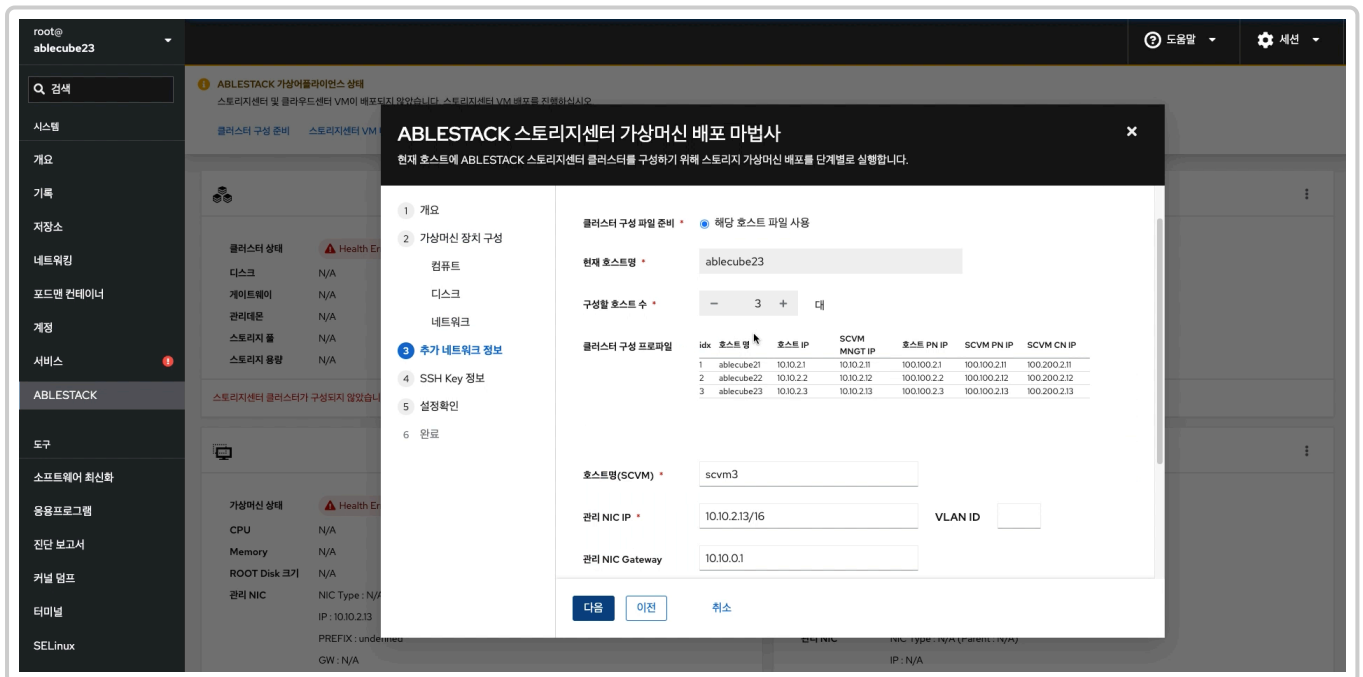 root@
ablecube23
도움말
세션
검색
시스템
개요
기록
저장소
네트워킹
포드맨 컨테이너
계정
서비스
ABLESTACK
도구
소프트웨어 최신화
응용프로그램
진단 보고서
커널 덤프
터미널
SELinux
ABLESTACK 가상어플라이언스 상태
스토리지센터 및 클라우드센터 VM이 배포되지 않았습니다. 스토리지센터 VM 배포를 진행하십시오.
클러스터 구성 준비 스토리지센터 VM
클러스터 상태 Health Er
디스크 N/A
게이트웨이 N/A
관리데몬 N/A
스토리지 풀 N/A
스토리지 용량 N/A
스토리지센터 클러스터가 구성되지 않았습니
가상머신 상태 Health Er
CPU N/A
Memory N/A
ROOT Disk 크기 N/A
관리 NIC NIC Type : N/A
IP : 10.10.2.13
PREFIX : undefined
GW : N/A
관리 NIC NIC Type : N/A (Parent : N/A)
IP : N/A
ABLESTACK 스토리지센터 가상머신 배포 마법사
현재 호스트에 ABLESTACK 스토리지센터 클러스터를 구성하기 위해 스토리지 가상머신 배포를 단계별로 실행합니다.
1 개요
2 가상머신 장치 구성
컴퓨트
디스크
네트워크
3 추가 네트워크 정보
4 SSH Key 정보
5 설정확인
6 완료
클러스터 구성 파일 준비 * 해당 호스트 파일 사용
현재 호스트명 * ablecube23
구성할 호스트 수 * − 3 + 대
클러스터 구성 프로파일
idx 호스트 명 호스트 IP SCVM MNGT IP 호스트 PN IP SCVM PN IP SCVM CN IP
1 ablecube21 10.10.2.1 10.10.2.11 100.100.2.1 100.100.2.11 100.200.2.11
2 ablecube22 10.10.2.2 10.10.2.12 100.100.2.2 100.100.2.12 100.200.2.12
3 ablecube23 10.10.2.3 10.10.2.13 100.100.2.3 100.100.2.13 100.200.2.13
호스트명(SCVM) * scvm3
관리 NIC IP * 10.10.2.13/16 VLAN ID
관리 NIC Gateway 10.10.0.1
다음 이전 취소